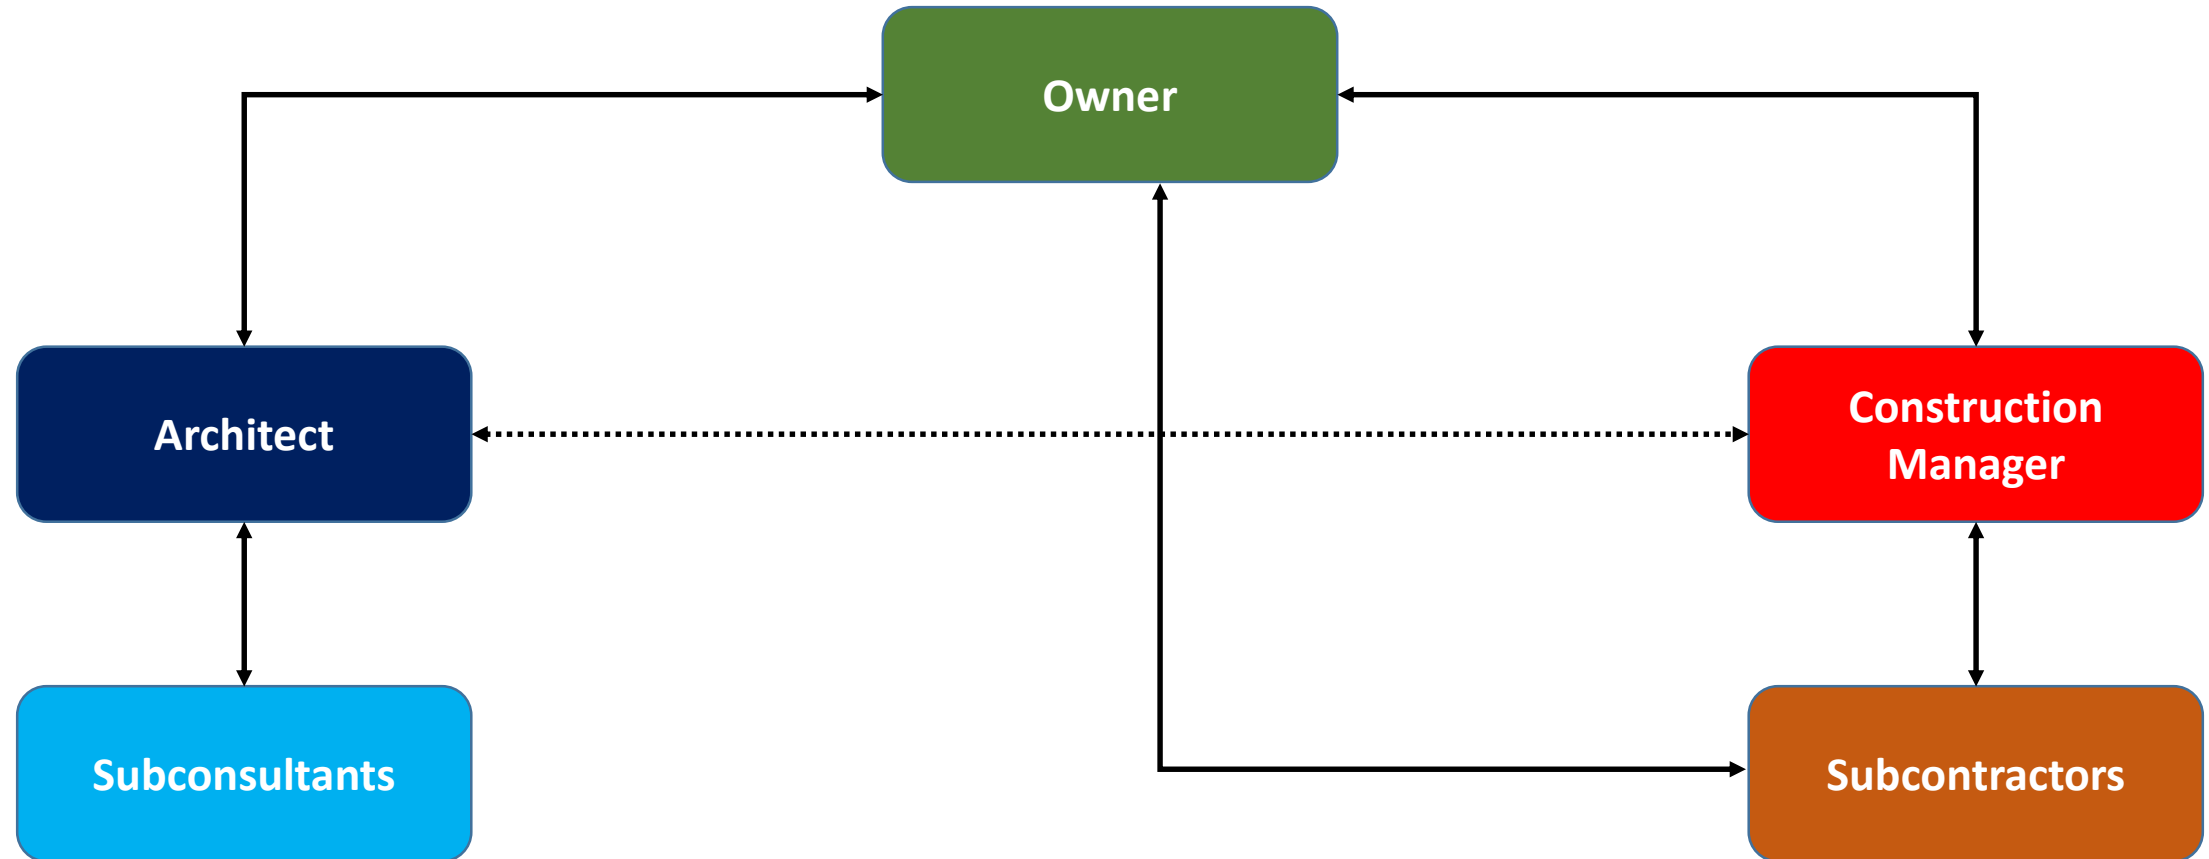 Owner
Architect
Construction
Manager
Subconsultants
Subcontractors